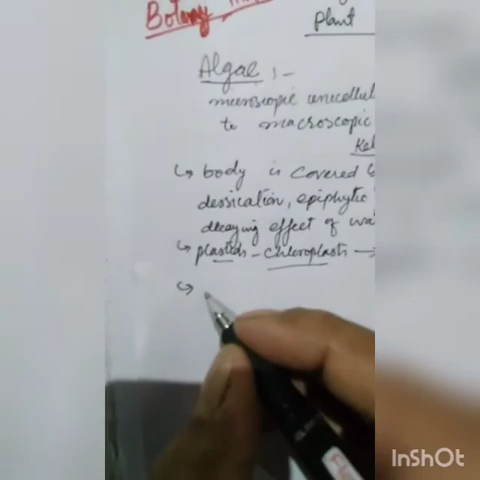 Botany
Plant
Algae :-
microscopic unicellul
to macroscopic
Kel
↳ body is covered b
dessication, epiphytic
decaying effect of wa
↳ plastids - chloroplasts →
↳
InShOt